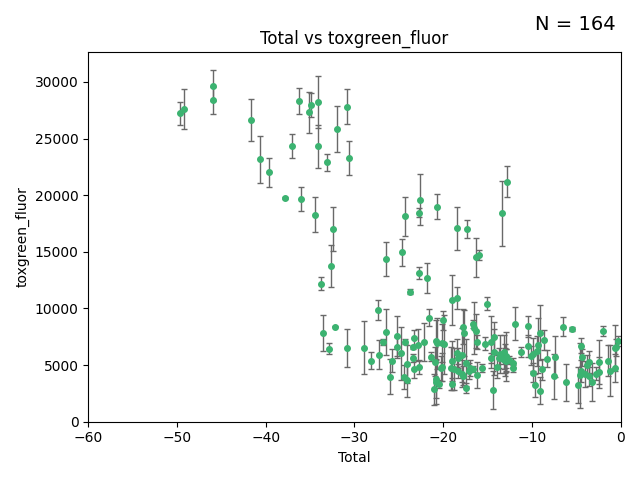 N = 164
Total vs toxgreen_fluor
30000
25000
20000
15000
10000
5000
0
toxgreen_fluor
−60 −50 −40 −30 −20 −10 0
Total